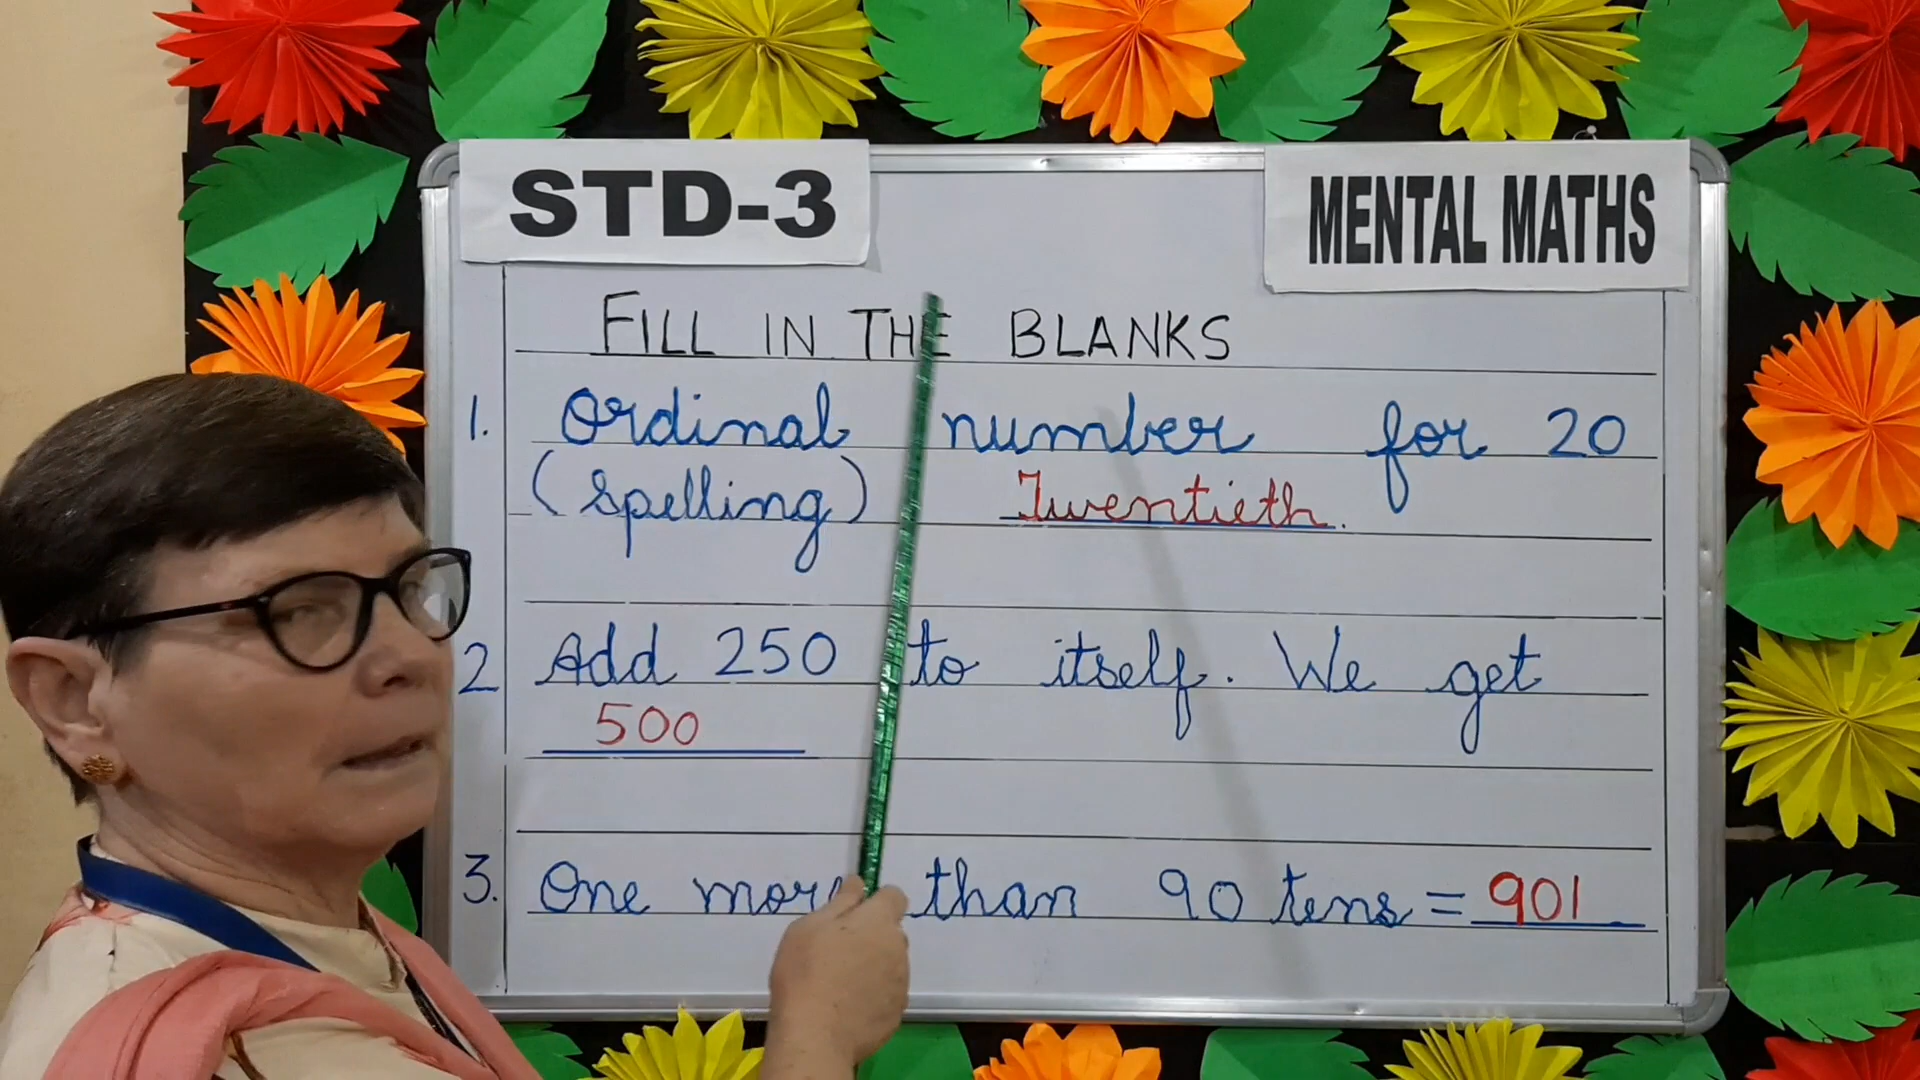 STD-3
MENTAL MATHS
FILL IN THE BLANKS
1. Ordinal number for 20
(Spelling) Twentieth.
2 Add 250 to itself. We get
500
3. One more than 90 tens = 901